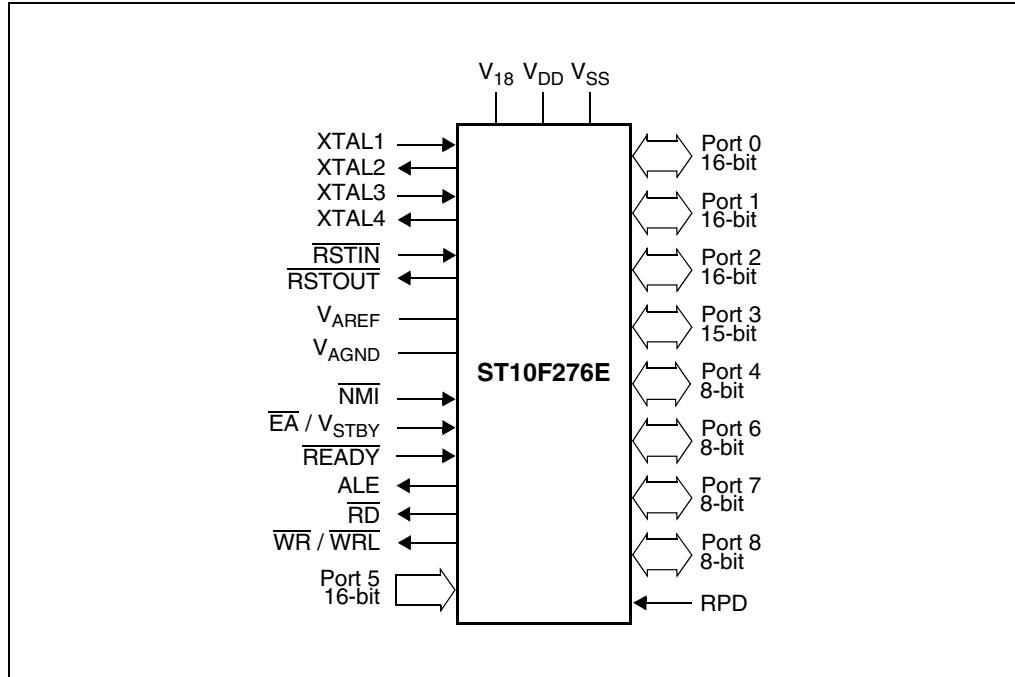 V18 VDD VSS
XTAL1
XTAL2
XTAL3
XTAL4
RSTIN
RSTOUT
VAREF
VAGND
NMI
EA / VSTBY
READY
ALE
RD
WR / WRL
Port 5
16-bit
ST10F276E
Port 0
16-bit
Port 1
16-bit
Port 2
16-bit
Port 3
15-bit
Port 4
8-bit
Port 6
8-bit
Port 7
8-bit
Port 8
8-bit
RPD